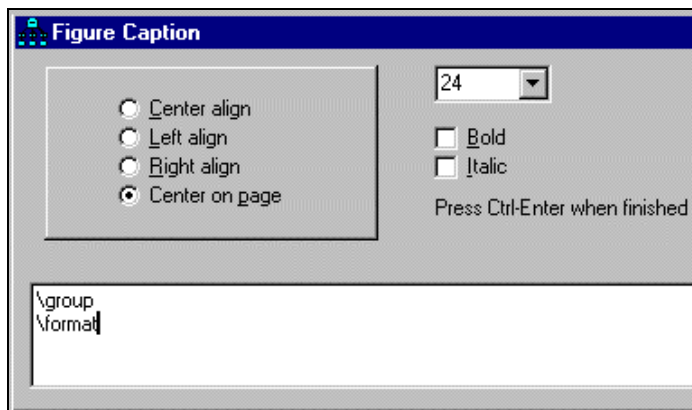 Figure Caption
Center align
Left align
Right align
Center on page
24
Bold
Italic
Press Ctrl-Enter when finished
\group
\format